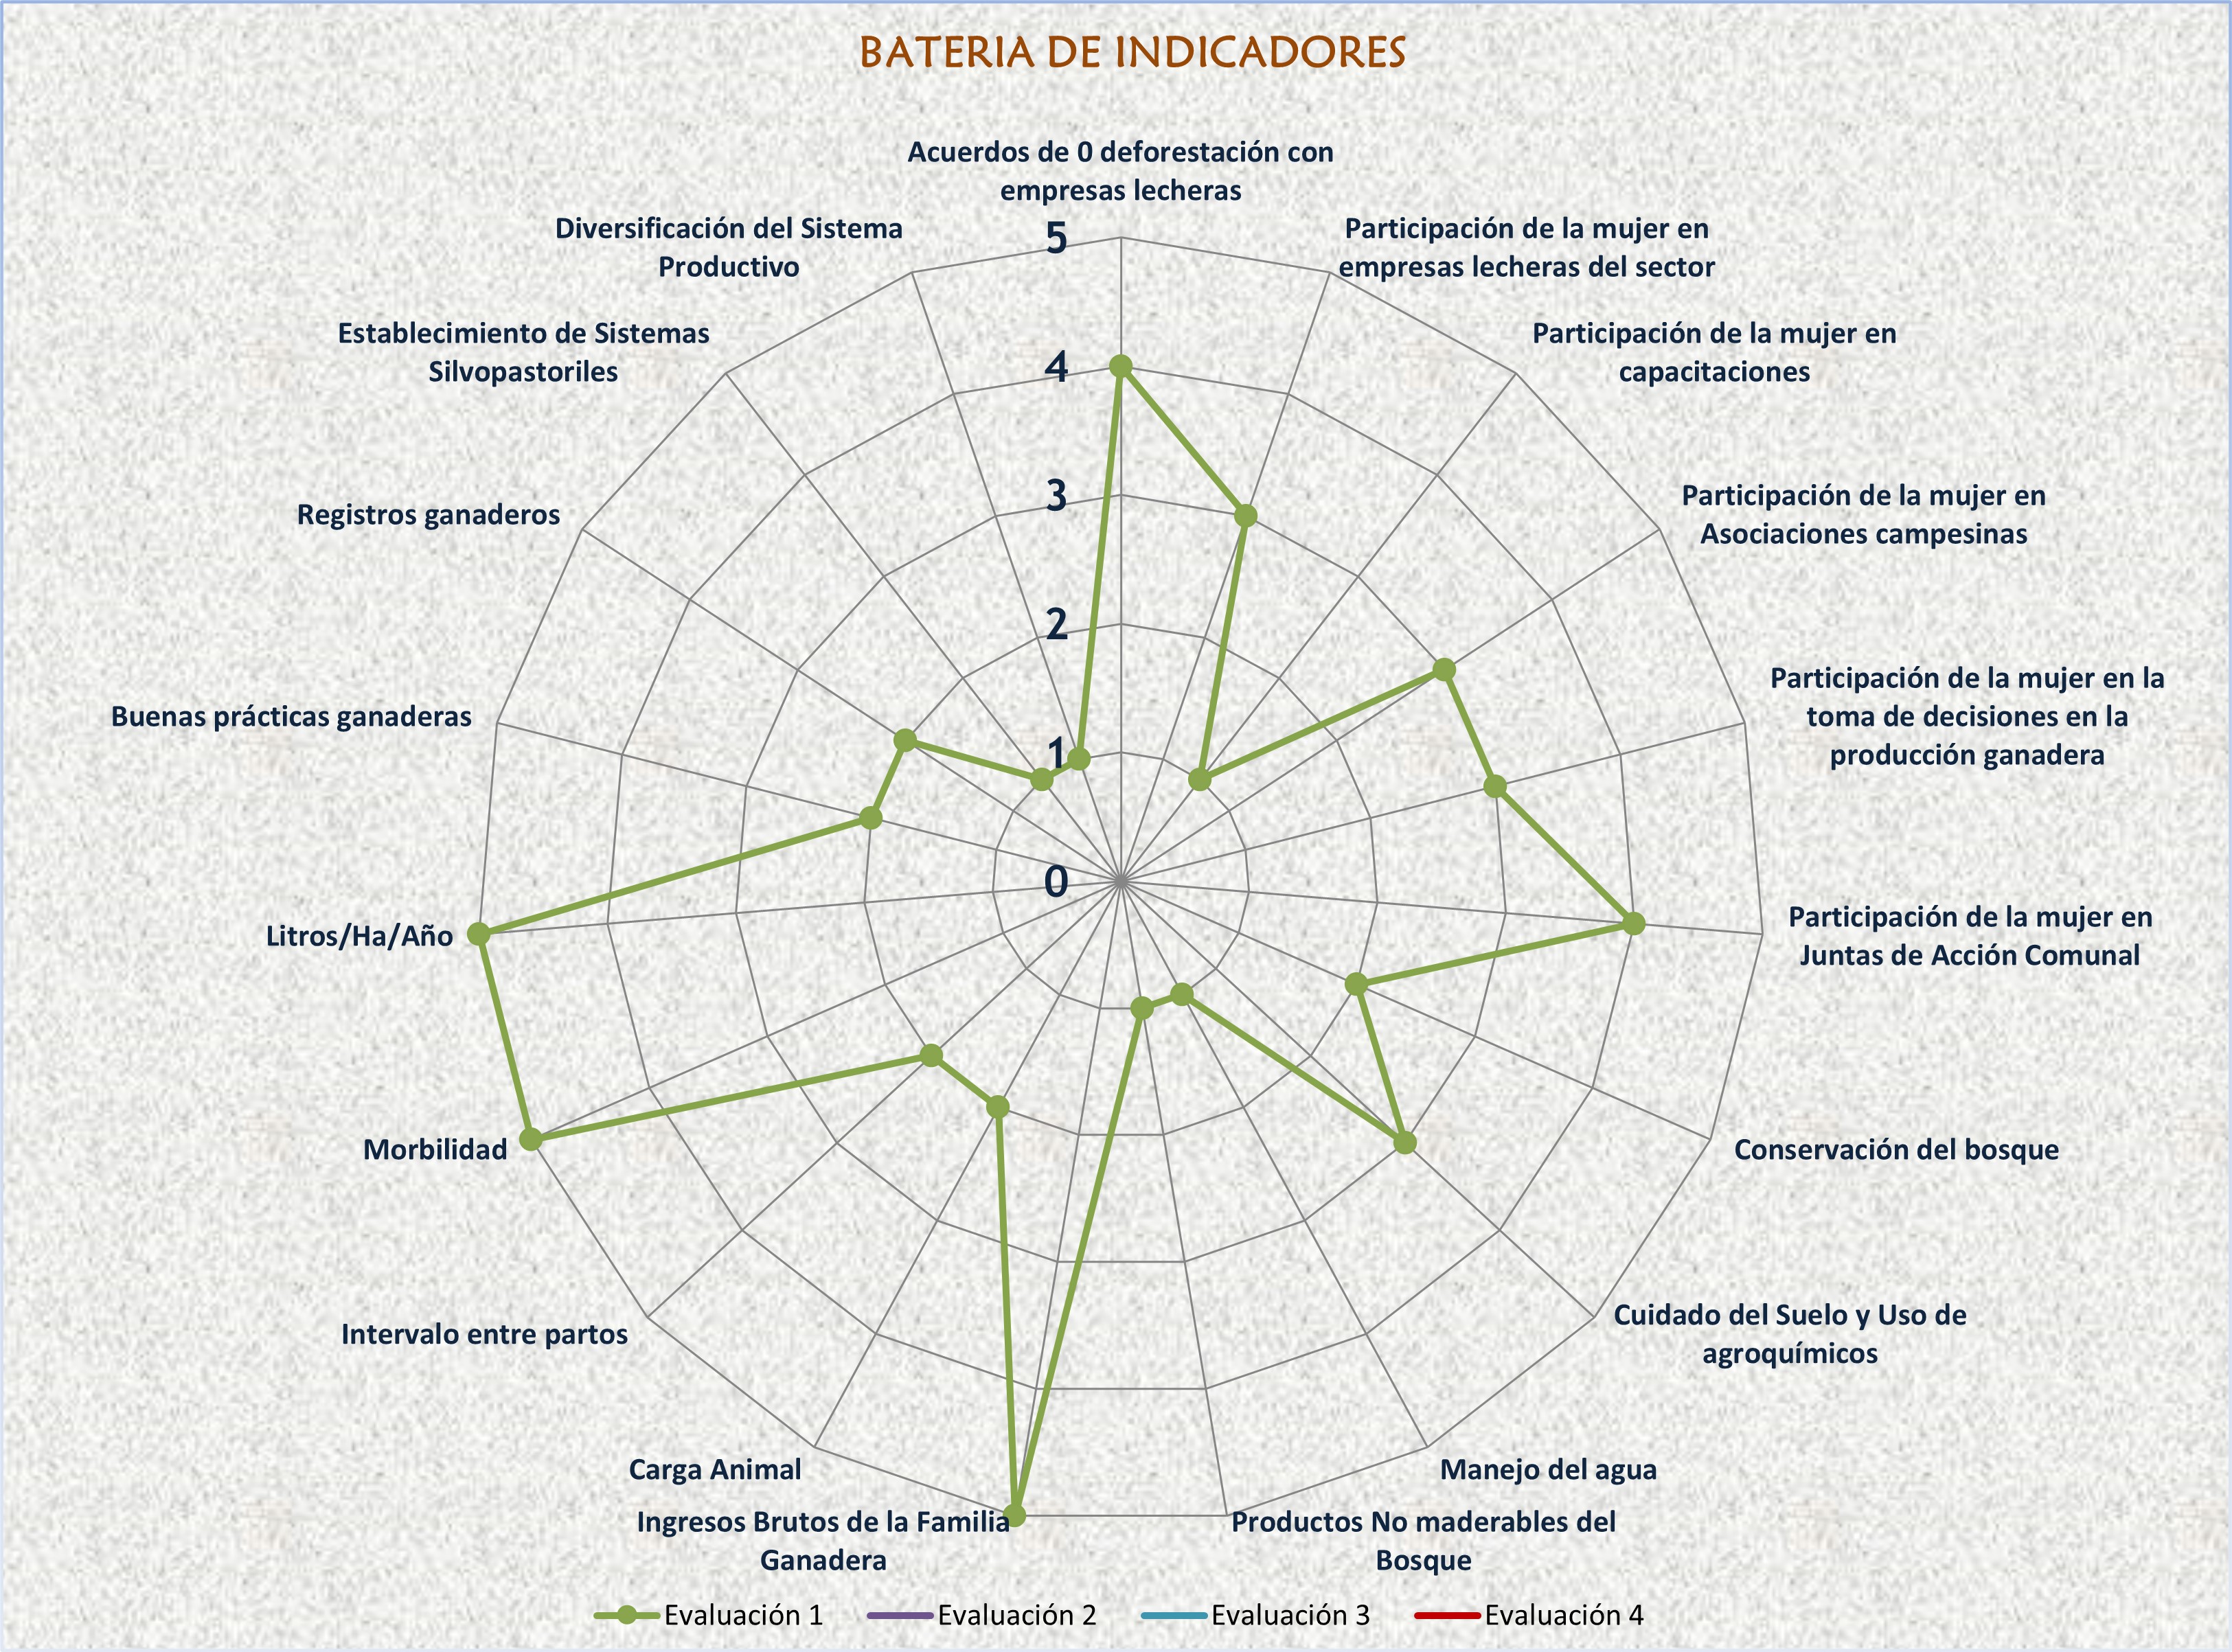 BATERIA DE INDICADORES
Acuerdos de 0 deforestación con
empresas lecheras
Participación de la mujer en
empresas lecheras del sector
Participación de la mujer en
capacitaciones
Participación de la mujer en
Asociaciones campesinas
Participación de la mujer en la
toma de decisiones en la
producción ganadera
Participación de la mujer en
Juntas de Acción Comunal
Conservación del bosque
Cuidado del Suelo y Uso de
agroquímicos
Manejo del agua
Productos No maderables del
Bosque
Ingresos Brutos de la Familia
Ganadera
Carga Animal
Intervalo entre partos
Morbilidad
Litros/Ha/Año
Buenas prácticas ganaderas
Registros ganaderos
Establecimiento de Sistemas
Silvopastoriles
Diversificación del Sistema
Productivo
5
4
3
2
1
0
Evaluación 1
Evaluación 2
Evaluación 3
Evaluación 4